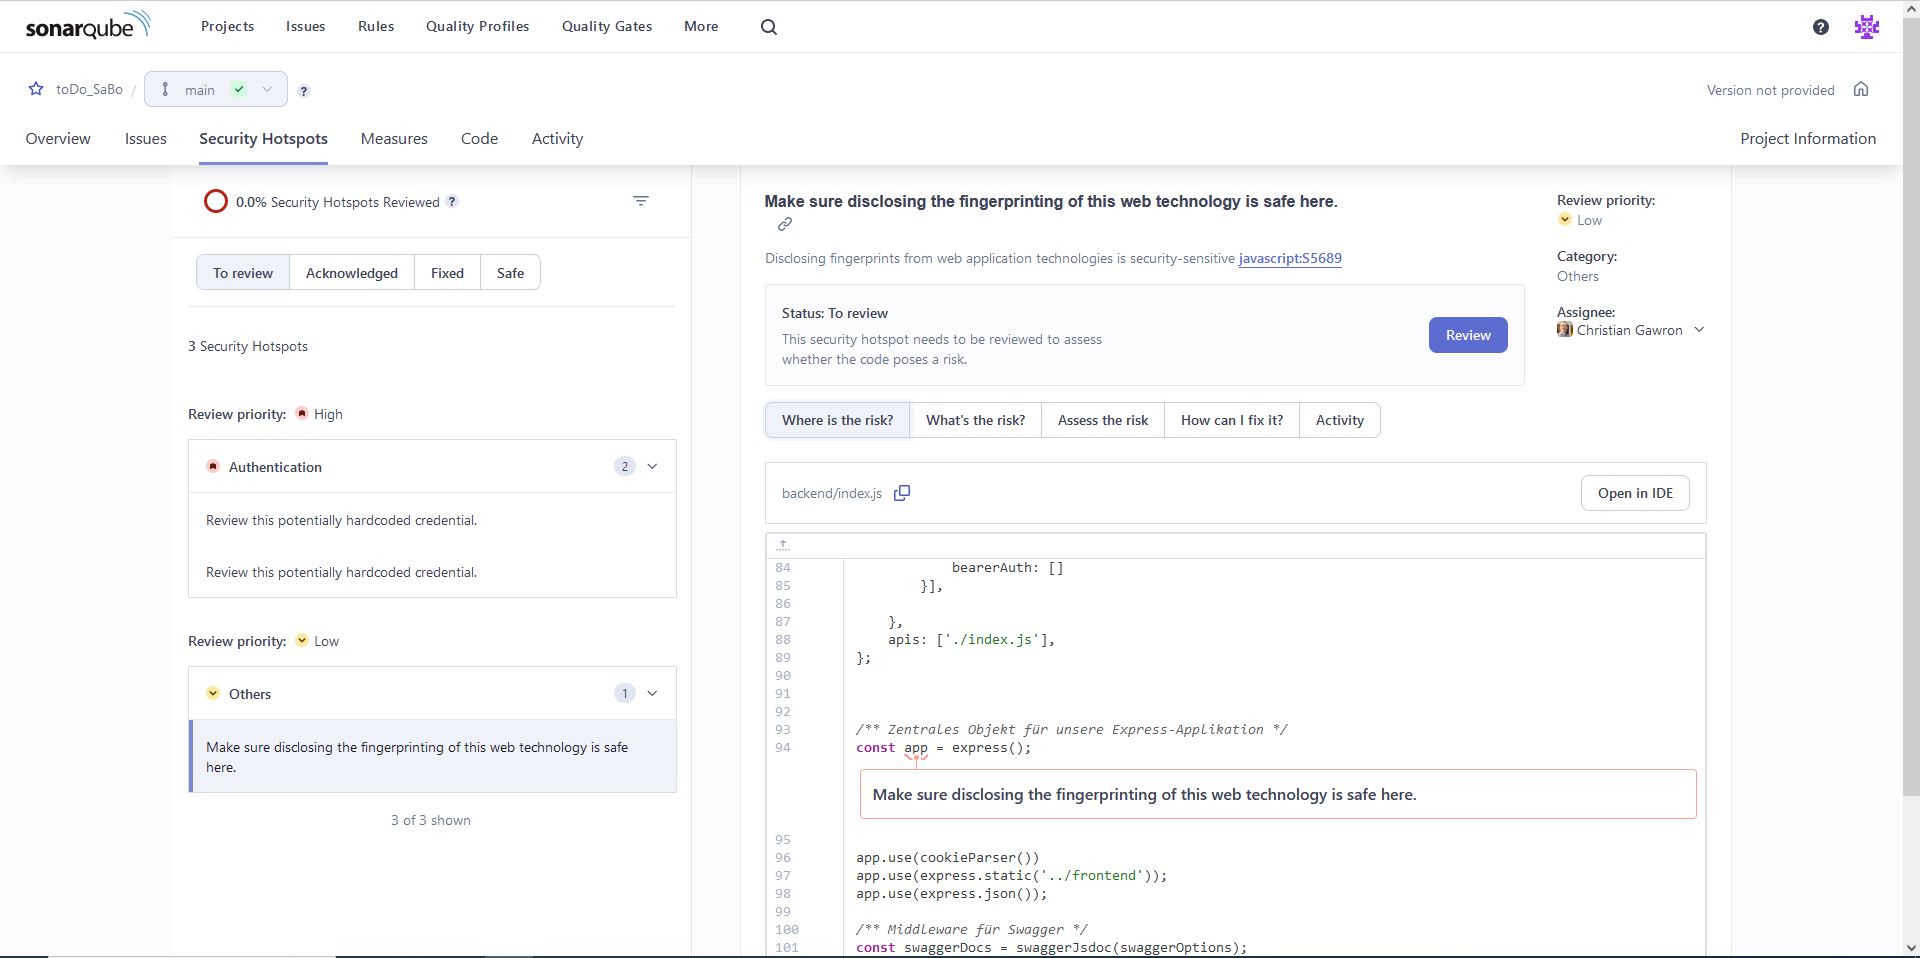 sonarqube
Projects Issues Rules Quality Profiles Quality Gates More
?
toDo_SaBo / main ?
Version not provided
Overview Issues Security Hotspots Measures Code Activity
Project Information
0.0% Security Hotspots Reviewed ?
To review Acknowledged Fixed Safe
3 Security Hotspots
Review priority: High
Authentication 2
Review this potentially hardcoded credential.
Review this potentially hardcoded credential.
Review priority: Low
Others 1
Make sure disclosing the fingerprinting of this web technology is safe
here.
3 of 3 shown
Make sure disclosing the fingerprinting of this web technology is safe here.
Disclosing fingerprints from web application technologies is security-sensitive javascript:S5689
Status: To review
This security hotspot needs to be reviewed to assess
whether the code poses a risk.
Review
Review priority:
Low
Category:
Others
Assignee:
Christian Gawron
Where is the risk? What's the risk? Assess the risk How can I fix it? Activity
backend/index.js
Open in IDE
84 bearerAuth: []
85 }],
86
87 },
88 apis: ['./index.js'],
89 };
90
91
92
93 /** Zentrales Objekt für unsere Express-Applikation */
94 const app = express();
Make sure disclosing the fingerprinting of this web technology is safe here.
95
96 app.use(cookieParser())
97 app.use(express.static('../frontend'));
98 app.use(express.json());
99
100 /** Middleware für Swagger */
101 const swaggerDocs = swaggerJsdoc(swaggerOptions);